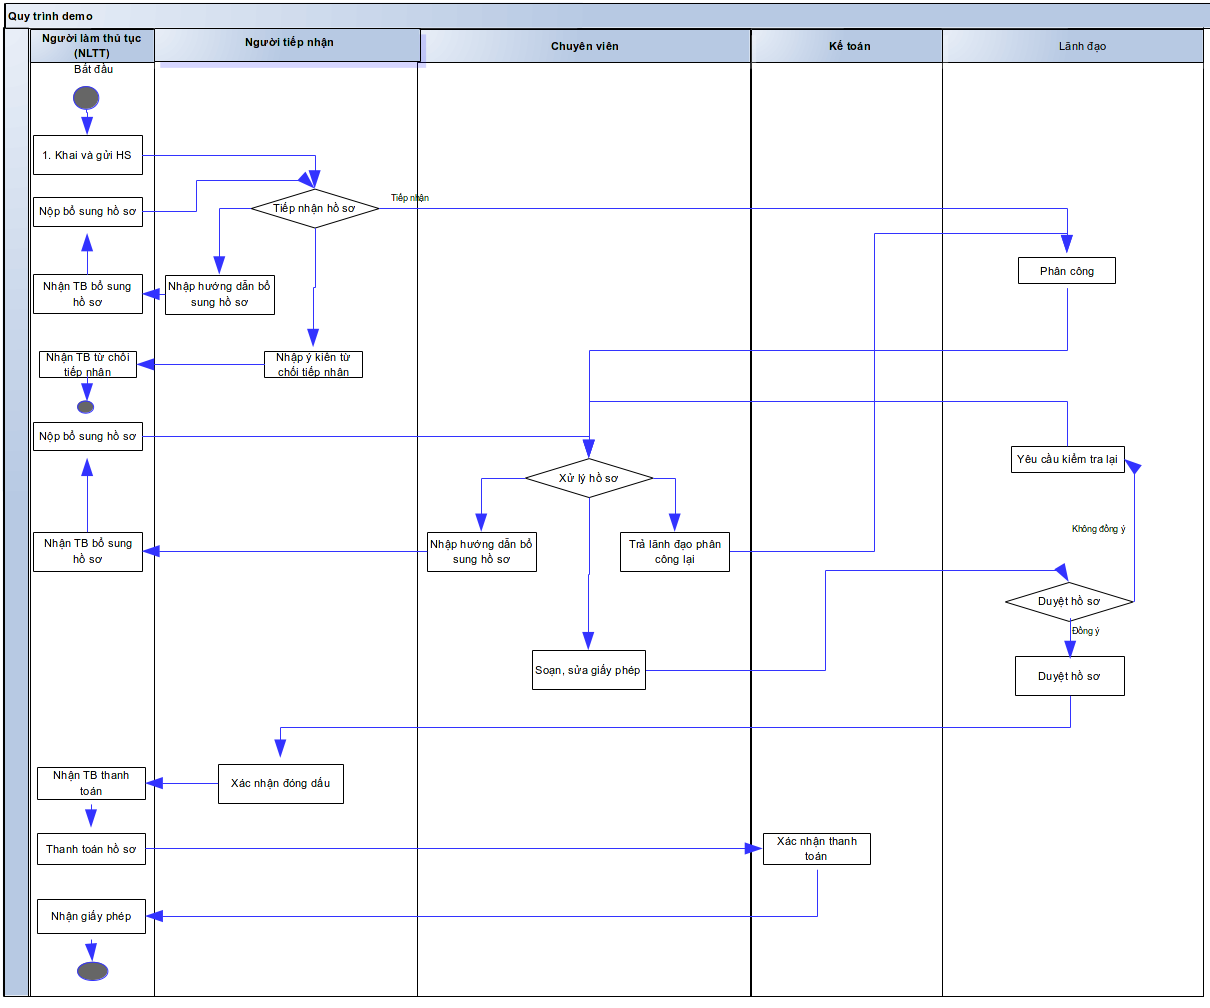 Quy trình demo
Người làm thủ tục
(NLTT)
Người tiếp nhận
Chuyên viên
Kế toán
Lãnh đạo
Bắt đầu
1. Khai và gửi HS
Nộp bổ sung hồ sơ
Tiếp nhận hồ sơ
Tiếp nhận
Phân công
Nhận TB bổ sung
hồ sơ
Nhập hướng dẫn bổ
sung hồ sơ
Nhận TB từ chối
tiếp nhận
Nhập ý kiến từ
chối tiếp nhận
Nộp bổ sung hồ sơ
Xử lý hồ sơ
Yêu cầu kiểm tra lại
Không đồng ý
Nhận TB bổ sung
hồ sơ
Nhập hướng dẫn bổ
sung hồ sơ
Trả lãnh đạo phân
công lại
Duyệt hồ sơ
Đồng ý
Soạn, sửa giấy phép
Duyệt hồ sơ
Nhận TB thanh
toán
Xác nhận đóng dấu
Thanh toán hồ sơ
Xác nhận thanh
toán
Nhận giấy phép